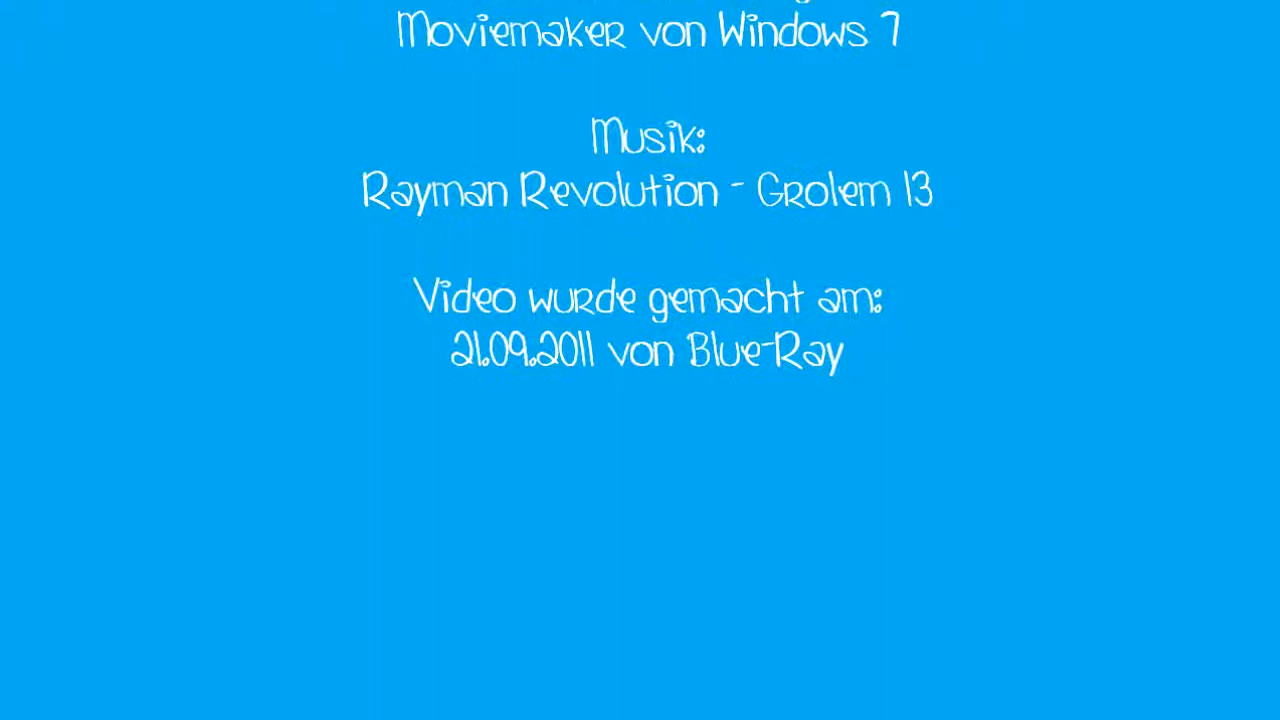 Moviemaker von Windows 7
Musik:
Rayman Revolution - Grolem 13
Video wurde gemacht am:
21.09.2011 von Blue-Ray